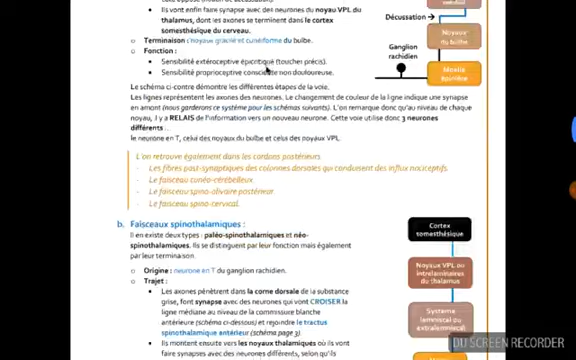 Ils vont enfin faire synapse avec des neurones du noyau VPL du
thalamus, dont les axones se terminent dans le cortex
somesthésique du cerveau.
Terminaison : noyaux gracile et cunéiforme du bulbe.
Fonction :
Sensibilité extéroceptive épicritique (toucher précis).
Sensibilité proprioceptive consciente non douloureuse.
Le schéma ci-contre démontre les différentes étapes de la voie.
Les lignes représentent les axones des neurones. Le changement de couleur de la ligne indique une synapse
en amont (nous garderons ce système pour les schémas suivants). L'on remarque donc qu'au niveau de chaque
noyau, il y a RELAIS de l'information vers un nouveau neurone. Cette voie utilise donc 3 neurones
différents :
le neurone en T, celui des noyaux du bulbe et celui des noyaux VPL.
L'on retrouve également dans les cordons postérieurs
- Les fibres post-synaptiques des colonnes dorsales qui conduisent des influx nociceptifs.
- Le faisceau cunéo-cérébelleux.
- Le faisceau spino-olivaire postérieur.
- Le faisceau spino-cervical.
b. Faisceaux spinothalamiques :
Il en existe deux types : paléo-spinothalamiques et néo-
spinothalamiques. Ils se distinguent par leur fonction mais également
par leur terminaison.
Origine : neurone en T du ganglion rachidien.
Trajet :
Les axones pénètrent dans la corne dorsale de la substance
grise, font synapse avec des neurones qui vont CROISER la
ligne médiane au niveau de la commissure blanche
antérieure (schéma ci-dessous) et rejoindre le tractus
spinothalamique antérieur (schéma page 3).
Ils montent ensuite vers les noyaux thalamiques où ils vont
faire synapse avec des neurones différents, selon qu'ils
Décussation
Noyaux
du bulbe
Ganglion
rachidien
Moelle
épinière
Cortex
somesthésique
Noyaux VPL ou
intralaminaires
du thalamus
Système
lemniscal ou
extralemniscal
DU SCREEN RECORDER